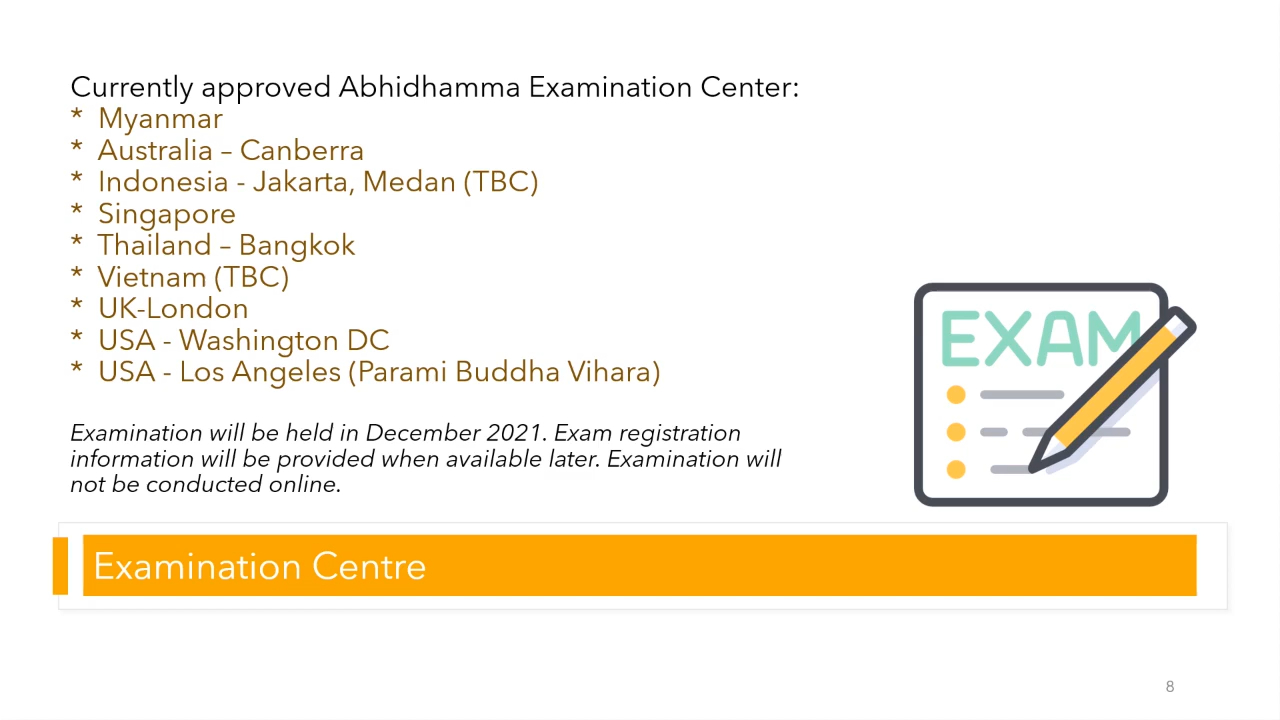 Currently approved Abhidhamma Examination Center:
* Myanmar
* Australia – Canberra
* Indonesia - Jakarta, Medan (TBC)
* Singapore
* Thailand – Bangkok
* Vietnam (TBC)
* UK-London
* USA - Washington DC
* USA - Los Angeles (Parami Buddha Vihara)
Examination will be held in December 2021. Exam registration
information will be provided when available later. Examination will
not be conducted online.
EXAM
Examination Centre
8